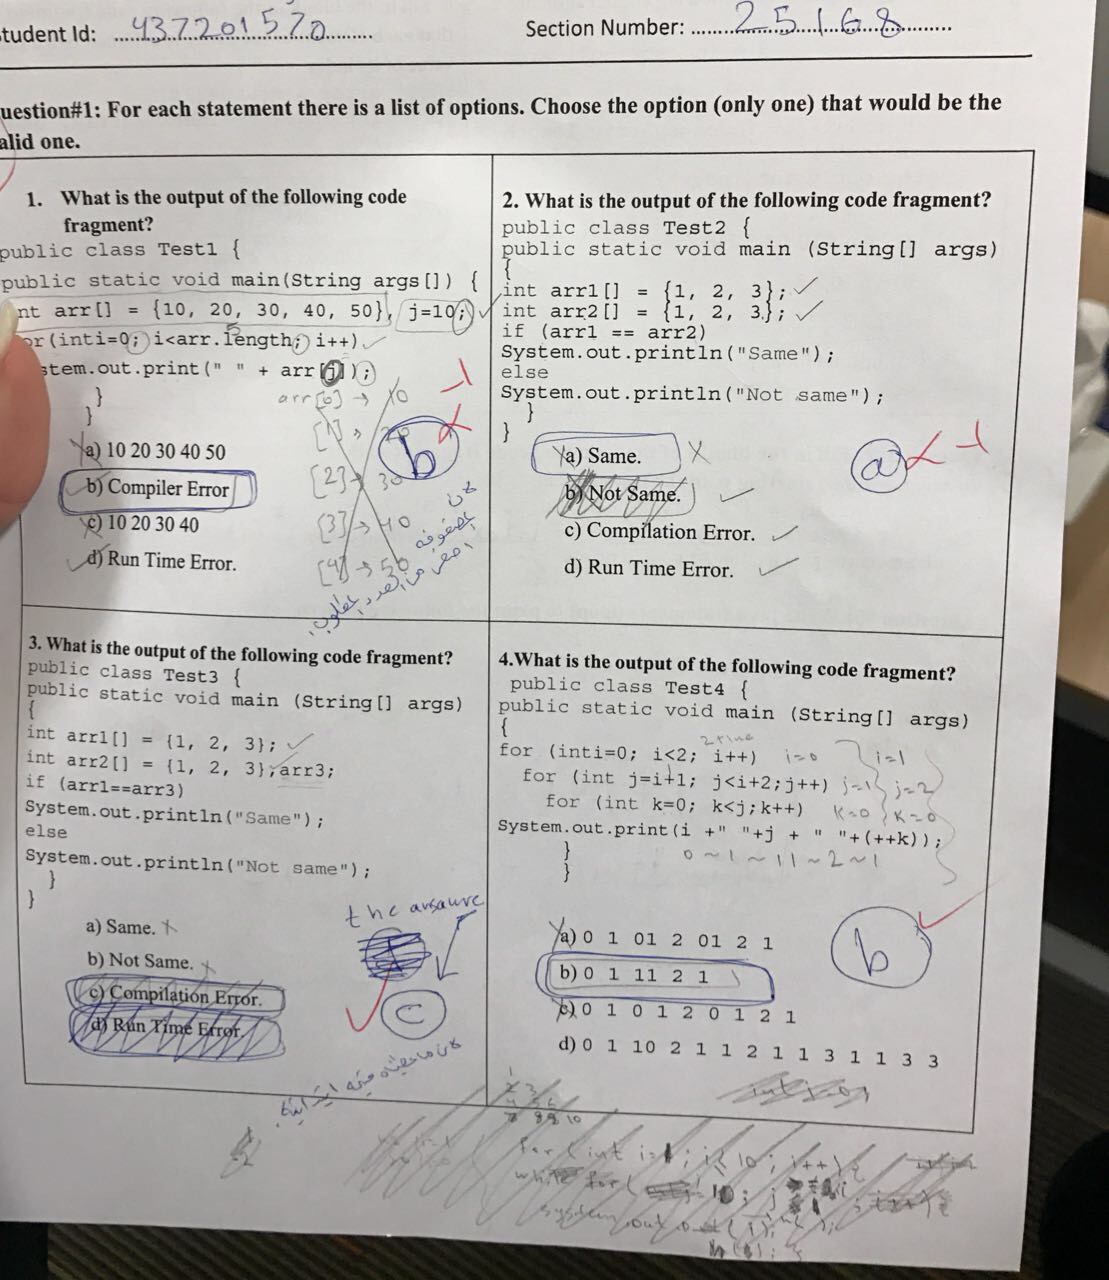 tudent Id: 437201570
Section Number: 25168
uestion#1: For each statement there is a list of options. Choose the option (only one) that would be the
alid one.
1. What is the output of the following code
fragment?
public class Test1 {
public static void main(String args[]) {
nt arr[] = {10, 20, 30, 40, 50}, j=10;
or(inti=0; i<arr.length; i++)
stem.out.print(" " + arr[j]);
}
}
arr[0] → 10
[1] →
[2] → 30
[3] → 40
[4] → 50
b
-1
a) 10 20 30 40 50
b) Compiler Error
c) 10 20 30 40
d) Run Time Error.
2. What is the output of the following code fragment?
public class Test2 {
public static void main (String[] args)
{
int arr1[] = {1, 2, 3};
int arr2[] = {1, 2, 3};
if (arr1 == arr2)
System.out.println("Same");
else
System.out.println("Not same");
}
}
a) Same.
b) Not Same.
c) Compilation Error.
d) Run Time Error.
a
-1
3. What is the output of the following code fragment?
public class Test3 {
public static void main (String[] args)
{
int arr1[] = {1, 2, 3};
int arr2[] = {1, 2, 3},arr3;
if (arr1==arr3)
System.out.println("Same");
else
System.out.println("Not same");
}
}
the ansaure
c
a) Same.
b) Not Same.
c) Compilation Error.
d) Run Time Error.
4.What is the output of the following code fragment?
public class Test4 {
public static void main (String[] args)
{
for (inti=0; i<2; i++) i=0 i=1
for (int j=i+1; j<i+2;j++) j=1 j=2
for (int k=0; k<j;k++) k=0 k=0
System.out.print(i +" "+j + " "+(++k));
0 ~ 1 ~ 11 ~ 2 ~ 1
}
}
a) 0 1 01 2 01 2 1
b) 0 1 11 2 1
c) 0 1 0 1 2 0 1 2 1
d) 0 1 10 2 1 1 2 1 1 3 1 1 3 3
b